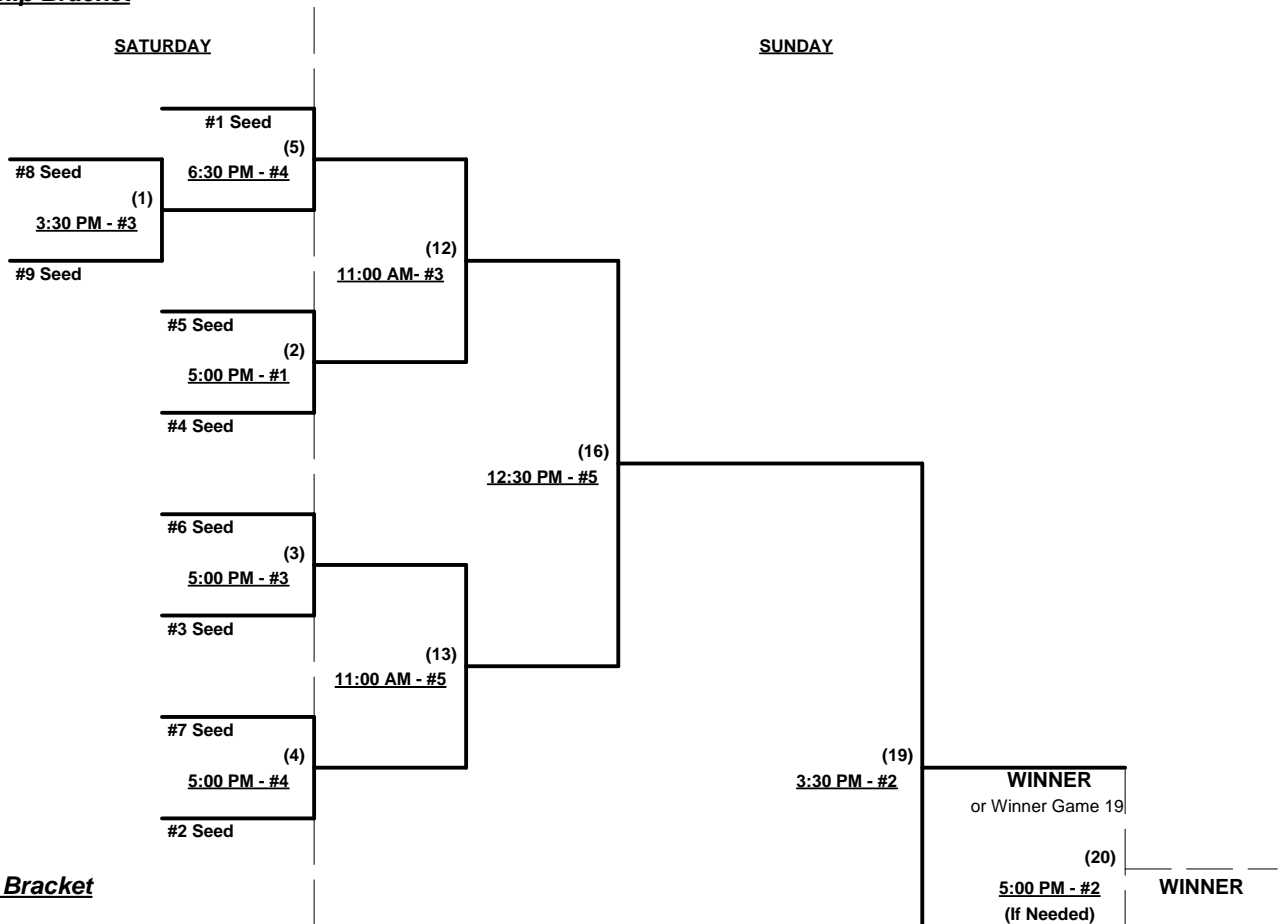 Bracket
SATURDAY
SUNDAY
#1 Seed
(5)
6:30 PM - #4
#8 Seed
(1)
3:30 PM - #3
#9 Seed
(12)
11:00 AM- #3
#5 Seed
(2)
5:00 PM - #1
#4 Seed
(16)
12:30 PM - #5
#6 Seed
(3)
5:00 PM - #3
#3 Seed
(13)
11:00 AM - #5
#7 Seed
(4)
5:00 PM - #4
#2 Seed
(19)
3:30 PM - #2
WINNER
or Winner Game 19
(20)
5:00 PM - #2
(If Needed)
WINNER
Bracket